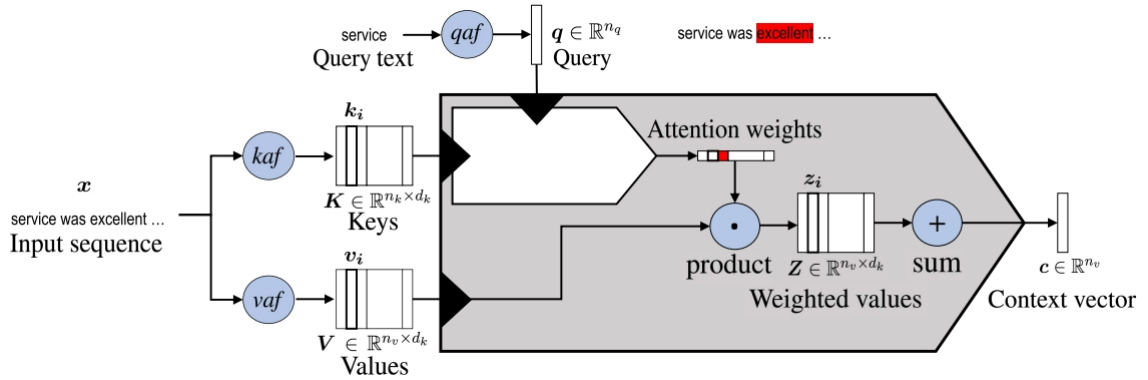 service
Query text
qaf
q ∈ ℝ^{n_q}
Query
service was excellent ...
k_i
Attention weights
kaf
x
K ∈ ℝ^{n_k×d_k}
Keys
z_i
service was excellent ...
Input sequence
v_i
product
Z ∈ ℝ^{n_v×d_k}
Weighted values
+
sum
c ∈ ℝ^{n_v}
Context vector
vaf
V ∈ ℝ^{n_v×d_k}
Values